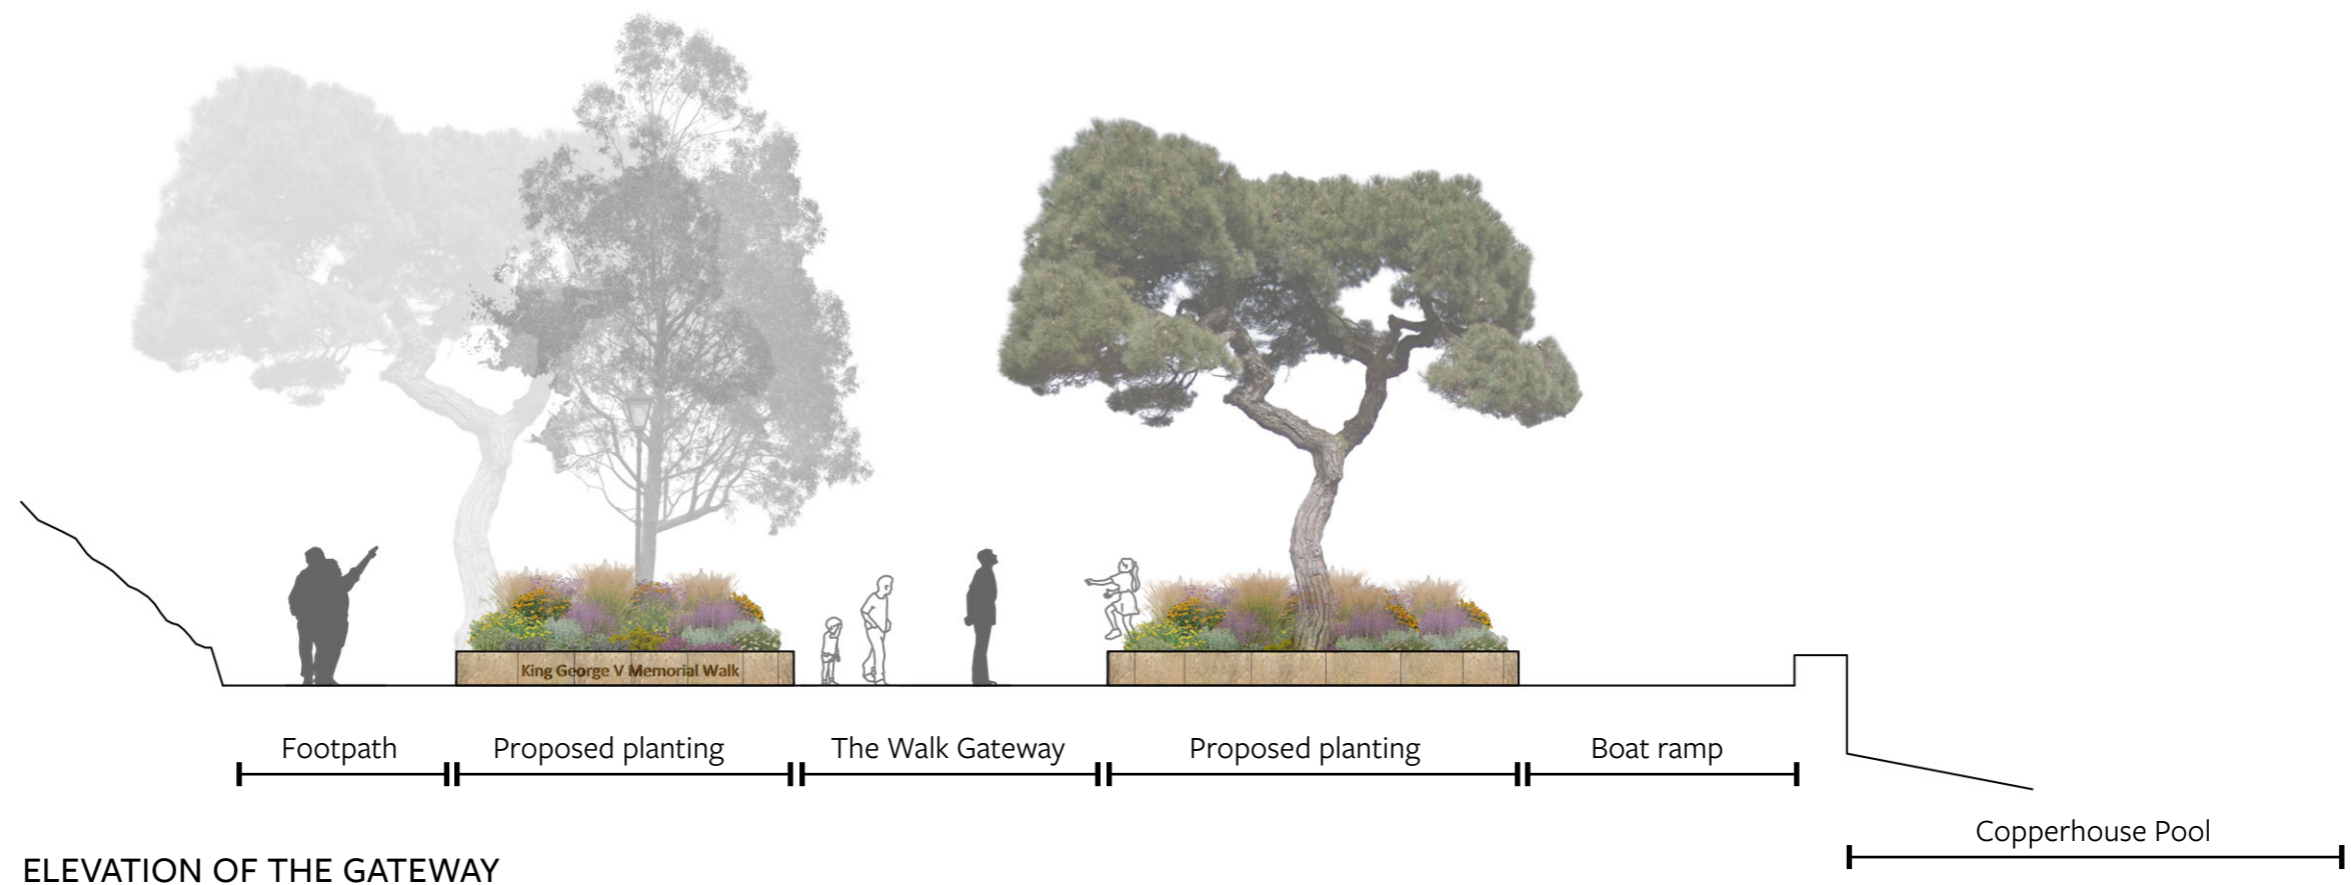 King George V Memorial Walk
Footpath
Proposed planting
The Walk Gateway
Proposed planting
Boat ramp
Copperhouse Pool
ELEVATION OF THE GATEWAY